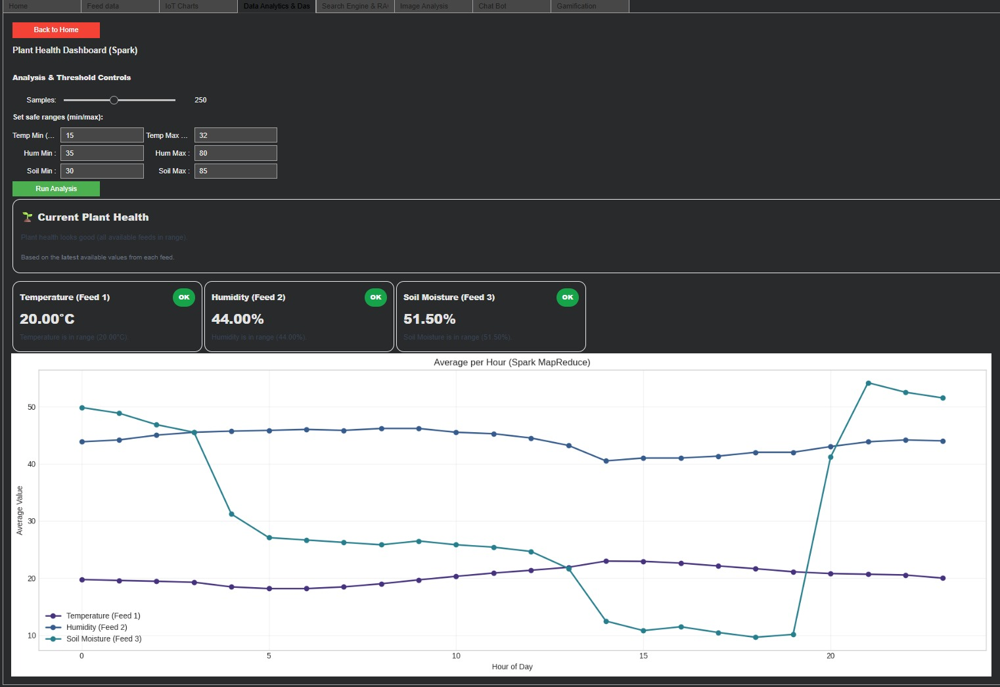 Home Feed data IoT Charts Data Analytics & Das Search Engine & RA Image Analysis Chat Bot Gamification
Back to Home
Plant Health Dashboard (Spark)
Analysis & Threshold Controls
Samples: 250
Set safe ranges (min/max):
Temp Min (... 15 Temp Max ... 32
Hum Min : 35 Hum Max : 80
Soil Min : 30 Soil Max : 85
Run Analysis
🌱 Current Plant Health
Plant health looks good (all available feeds in range).
Based on the latest available values from each feed.
Temperature (Feed 1) OK
20.00°C
Temperature is in range (20.00°C).
Humidity (Feed 2) OK
44.00%
Humidity is in range (44.00%).
Soil Moisture (Feed 3) OK
51.50%
Soil Moisture is in range (51.50%).
Average per Hour (Spark MapReduce)
Average Value
50
40
30
20
10
Temperature (Feed 1)
Humidity (Feed 2)
Soil Moisture (Feed 3)
0 5 10 15 20
Hour of Day